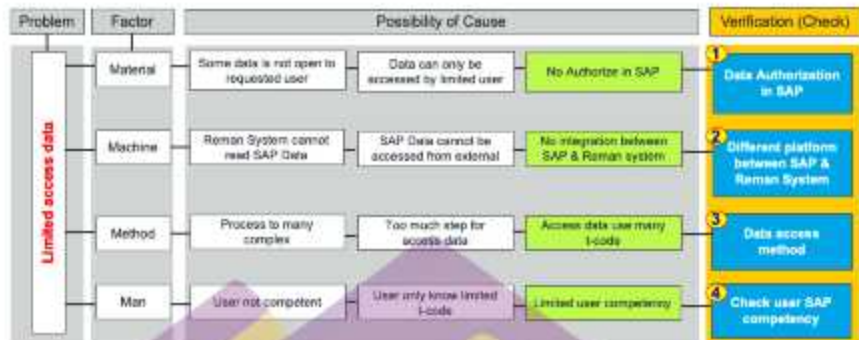 Problem
Factor
Possibility of Cause
Verification (Check)
Limited access data
Material
Some data is not open to
requested user
Data can only be
accessed by limited user
No Authorize in SAP
1
Data Authorization
in SAP
Machine
Reman System cannot
read SAP Data
SAP Data cannot be
accessed from external
No integration between
SAP & Reman system
2
Different platform
between SAP &
Reman System
Method
Process to many
complex
Too much step for
access data
Access data use many
t-code
3
Data access
method
Man
User not competent
User only know limited
t-code
Limited user competency
4
Check user SAP
competency